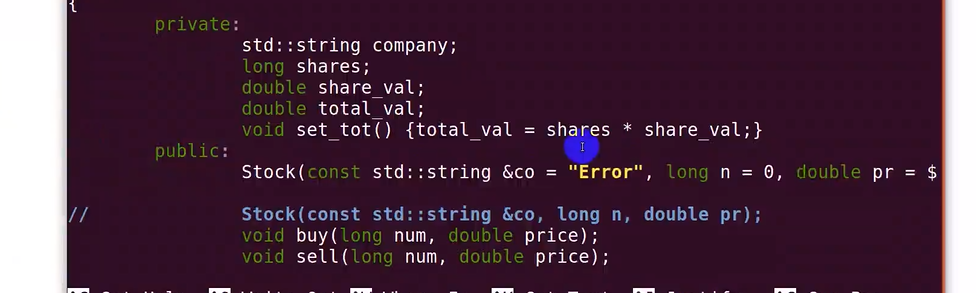 {
private:
std::string company;
long shares;
double share_val;
double total_val;
void set_tot() {total_val = shares * share_val;}
public:
Stock(const std::string &co = "Error", long n = 0, double pr = $
// Stock(const std::string &co, long n, double pr);
void buy(long num, double price);
void sell(long num, double price);